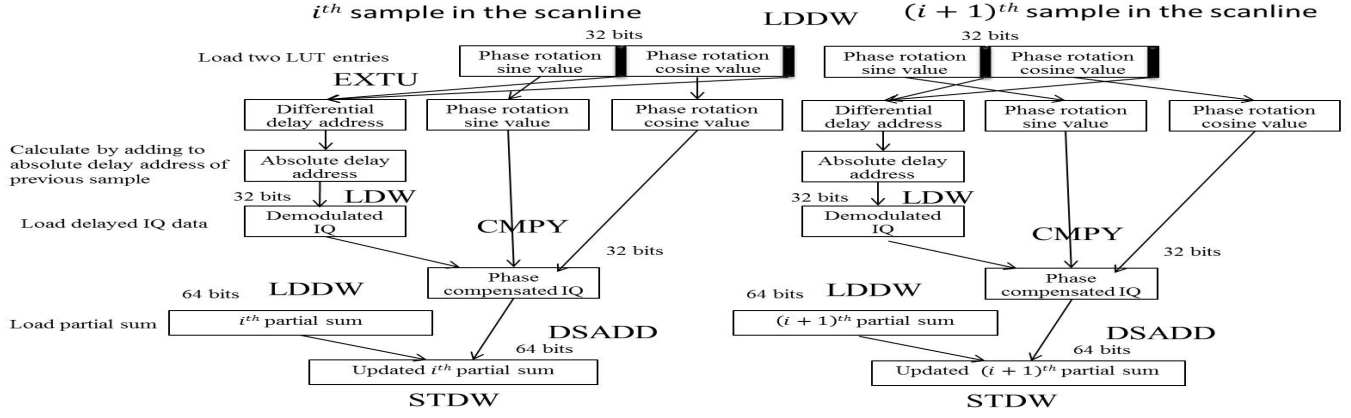 iᵗʰ sample in the scanline
LDDW
(i + 1)ᵗʰ sample in the scanline
32 bits
32 bits
Load two LUT entries
Phase rotation
sine value
Phase rotation
cosine value
Phase rotation
sine value
Phase rotation
cosine value
EXTU
Differential
delay address
Phase rotation
sine value
Phase rotation
cosine value
Differential
delay address
Phase rotation
sine value
Phase rotation
cosine value
Calculate by adding to
absolute delay address of
previous sample
Absolute delay
address
Absolute delay
address
32 bits
LDW
32 bits
LDW
Load delayed IQ data
Demodulated
IQ
CMPY
Demodulated
IQ
CMPY
32 bits
32 bits
Phase
compensated IQ
Phase
compensated IQ
64 bits
LDDW
64 bits
LDDW
Load partial sum
iᵗʰ partial sum
(i + 1)ᵗʰ partial sum
DSADD
DSADD
64 bits
64 bits
Updated iᵗʰ partial sum
Updated (i + 1)ᵗʰ partial sum
STDW
STDW